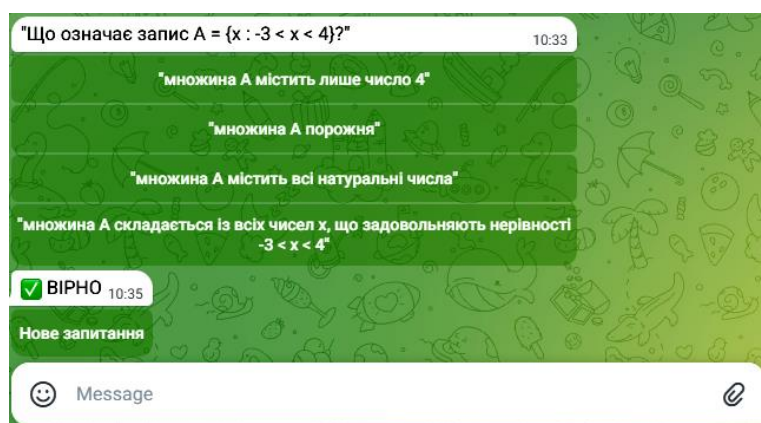 "Що означає запис A = {x : -3 < x < 4}?"
10:33
"множина А містить лише число 4"
"множина А порожня"
"множина А містить всі натуральні числа"
"множина А складається із всіх чисел x, що задовольняють нерівності
-3 < x < 4"
✅ ВІРНО 10:35
Нове запитання
Message